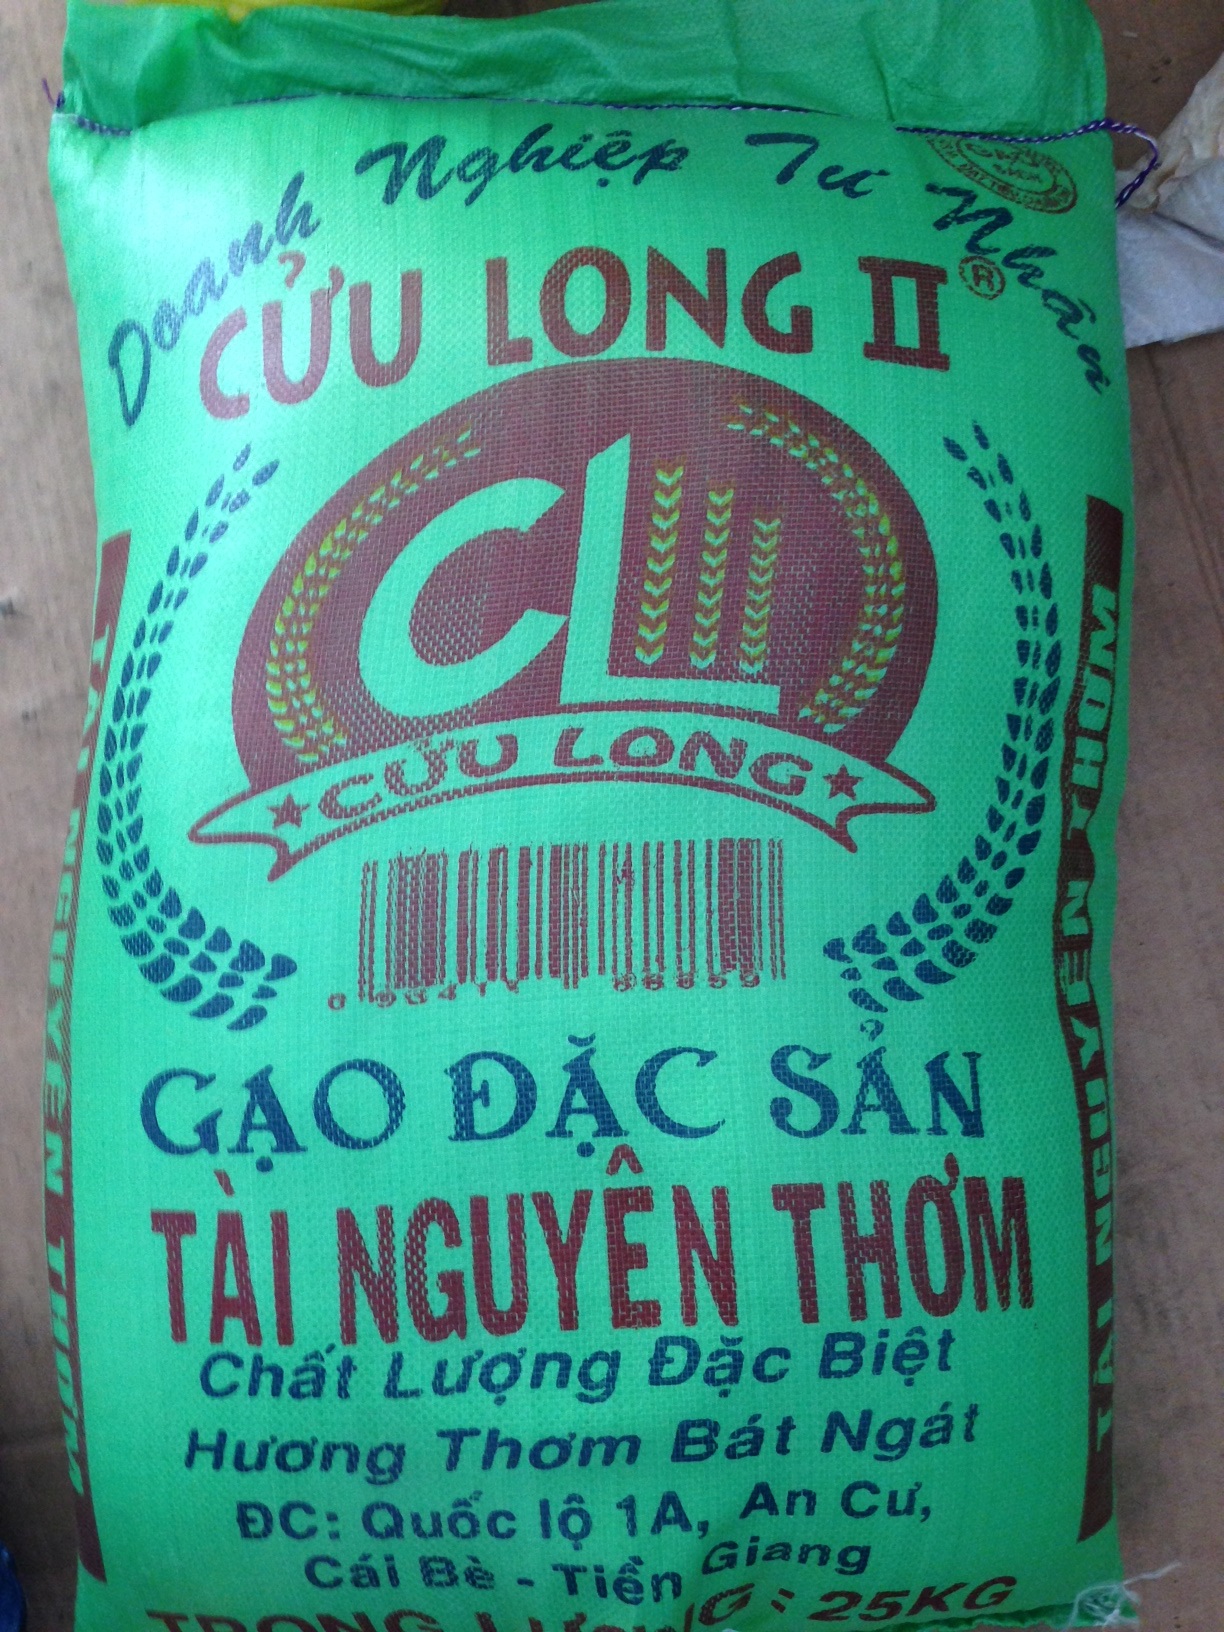 Doanh Nghiệp Tư Nhân
CỬU LONG II
®
CL
CỬU LONG
GẠO ĐẶC SẢN
TÀI NGUYÊN THƠM
Chất Lượng Đặc Biệt
Hương Thơm Bát Ngát
ĐC: Quốc lộ 1A, An Cư,
Cái Bè - Tiền Giang
TRỌNG LƯỢNG : 25KG
TÀI NGUYÊN THƠM
TÀI NGUYÊN THƠM